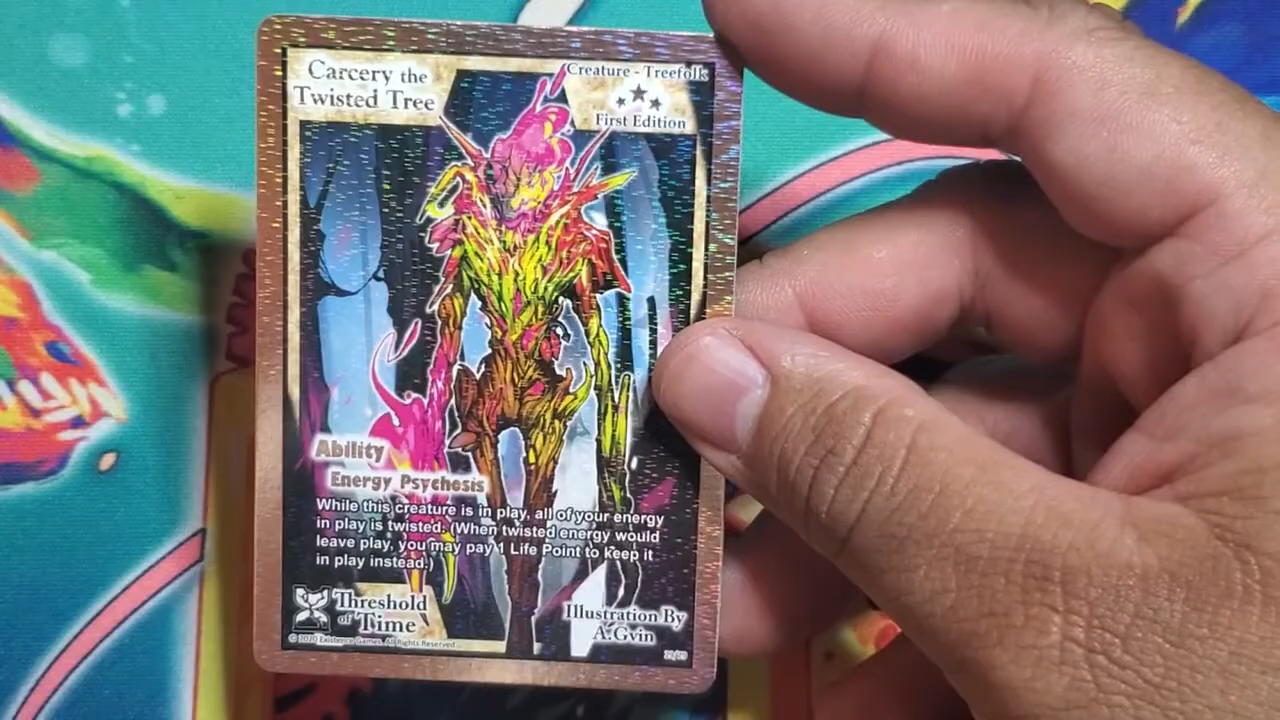 Carcery the
Twisted Tree
Creature - Treefolk
First Edition
Ability
Energy Psychosis
While this creature is in play, all of your energy
in play is twisted. (When twisted energy would
leave play, you may pay 1 Life Point to keep it
in play instead.)
Threshold
of Time
Illustration By
A.Gvin
© 2020 Existence Games. All Rights Reserved